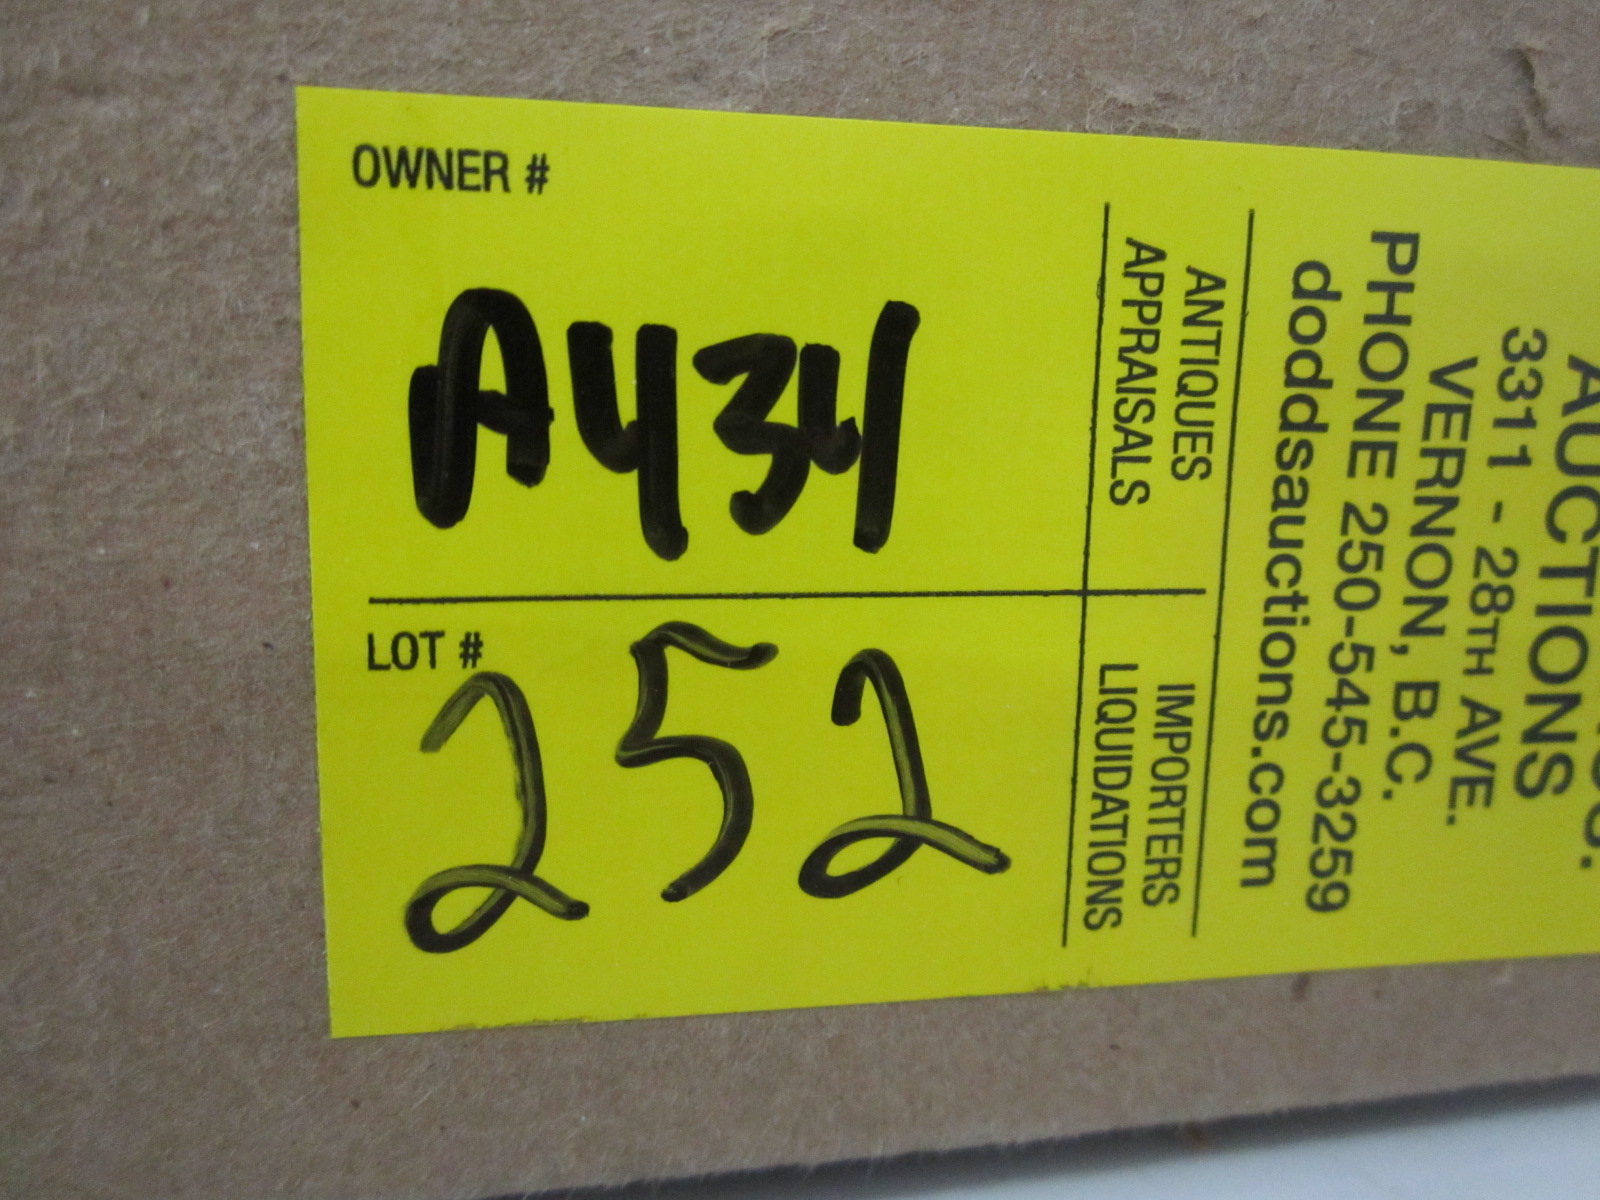 OWNER #
A434
LOT #
252
AUCTIONS
3311 - 28TH AVE.
VERNON, B.C.
PHONE 250-545-3259
doddsauctions.com
ANTIQUES
APPRAISALS
IMPORTERS
LIQUIDATIONS